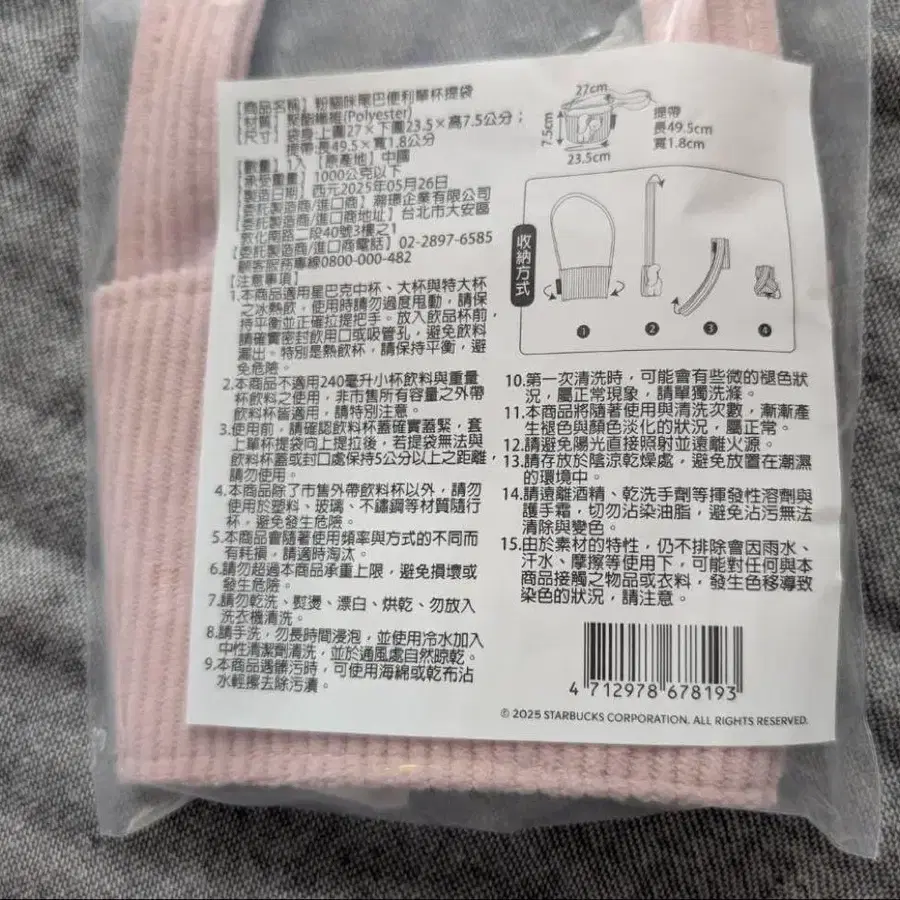 【商品名稱】粉貓咪尾巴便利單杯提袋
【材質】聚酯纖維(Polyester)
【尺寸】袋身:上圍27×下圍23.5×高7.5公分；
提帶:長49.5×寬1.8公分
【數量】1入 【原產地】中國
【承受重量】1000公克以下
【製造日期】西元2025年05月26日
【委託製造商/進口商】瀚璟企業有限公司
【委託製造商/進口商地址】台北市大安區
敦化南路二段40號3樓之1
【委託製造商/進口商電話】02-2897-6585
顧客服務專線0800-000-482
【注意事項】
1.本商品適用星巴克中杯、大杯與特大杯
之冰熱飲，使用時請勿過度甩動，請保
持平衡並正確拉提把手。放入飲品杯前，
請確實密封飲用口或吸管孔，避免飲料
漏出。特別是熱飲杯，請保持平衡，避
免危險。
2.本商品不適用240毫升小杯飲料與重量
杯飲料之使用，非市售所有容量之外帶
飲料杯皆適用，請特別注意。
3.使用前，請確認飲料杯蓋確實蓋緊，套
上單杯提袋向上提拉後，若提袋無法與
飲料杯蓋或封口處保持5公分以上之距離，
請勿使用。
4.本商品除了市售外帶飲料杯以外，請勿
使用於塑料、玻璃、不鏽鋼等材質隨行
杯，避免發生危險。
5.本商品會隨著使用頻率與方式的不同而
有耗損，請適時淘汰。
6.請勿超過本商品承重上限，避免損壞或
發生危險。
7.請勿乾洗、熨燙、漂白、烘乾、勿放入
洗衣機清洗。
8.請手洗，勿長時間浸泡，並使用冷水加入
中性清潔劑清洗，並於通風處自然晾乾。
9.本商品遇髒污時，可使用海綿或乾布沾
水輕擦去除污漬。
27cm
7.5cm
23.5cm
提帶
長49.5cm
寬1.8cm
收納方式
1
2
3
4
10.第一次清洗時，可能會有些微的褪色狀
況，屬正常現象，請單獨洗滌。
11.本商品將隨著使用與清洗次數，漸漸產
生褪色與顏色淡化的狀況，屬正常。
12.請避免陽光直接照射並遠離火源。
13.請存放於陰涼乾燥處，避免放置在潮濕
的環境中。
14.請遠離酒精、乾洗手劑等揮發性溶劑與
護手霜，切勿沾染油脂，避免沾污無法
清除與變色。
15.由於素材的特性，仍不排除會因雨水、
汗水、摩擦等使用下，可能對任何與本
商品接觸之物品或衣料，發生色移導致
染色的狀況，請注意。
4 712978 678193
© 2025 STARBUCKS CORPORATION. ALL RIGHTS RESERVED.